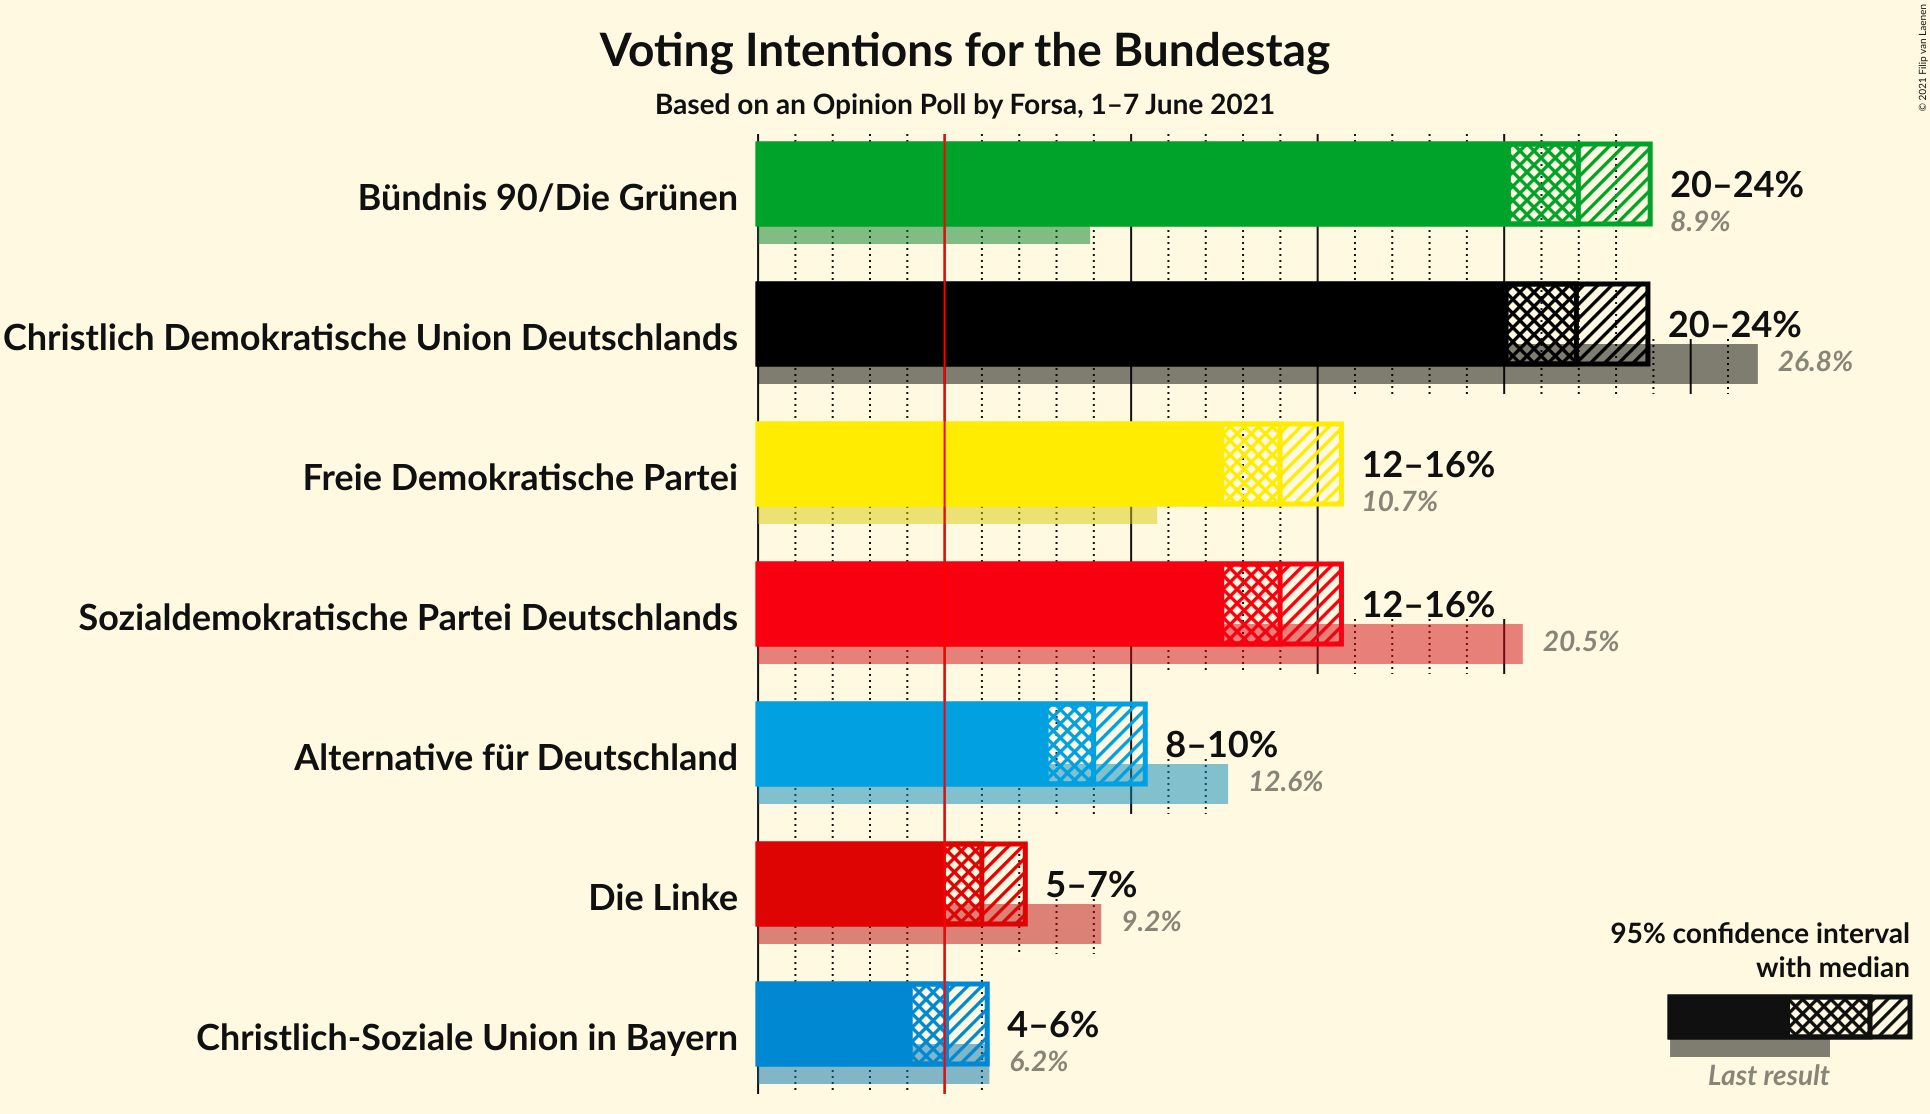 Voting Intentions for the Bundestag
Based on an Opinion Poll by Forsa, 1–7 June 2021
© 2021 Filip van Laenen
Bündnis 90/Die Grünen
20–24%
8.9%
Christlich Demokratische Union Deutschlands
20–24%
26.8%
Freie Demokratische Partei
12–16%
10.7%
Sozialdemokratische Partei Deutschlands
12–16%
20.5%
Alternative für Deutschland
8–10%
12.6%
Die Linke
5–7%
9.2%
Christlich-Soziale Union in Bayern
4–6%
6.2%
95% confidence interval
with median
Last result